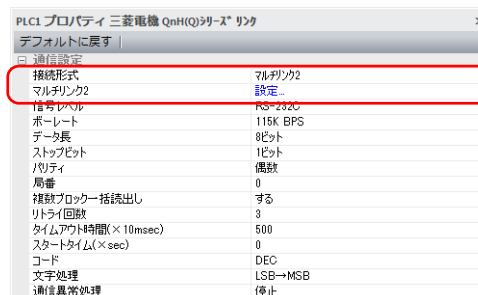 PLC1 プロパティ 三菱電機 QnH(Q)ｼﾘｰｽﾞ ﾘﾝｸ
デフォルトに戻す
通信設定
接続形式 マルチリンク2
マルチリンク2 設定...
信号レベル RS-232C
ボーレート 115K BPS
データ長 8ビット
ストップビット 1ビット
パリティ 偶数
局番 0
複数ブロック一括読出し する
リトライ回数 3
タイムアウト時間(×10msec) 500
スタートタイム(×sec) 0
コード DEC
文字処理 LSB→MSB
通信異常処理 停止